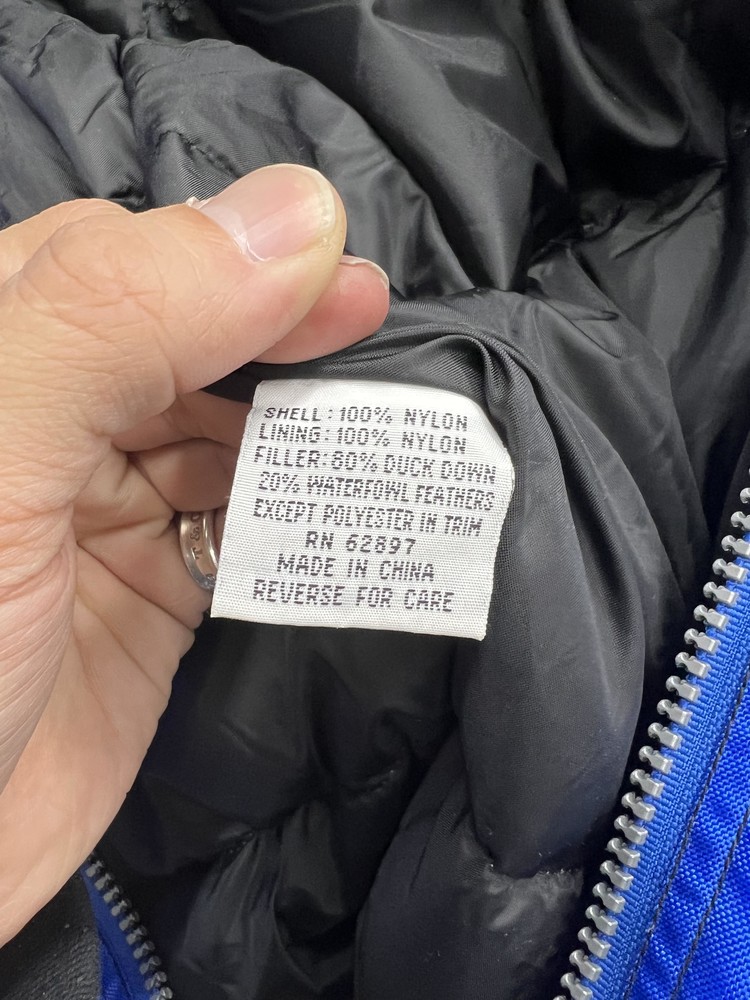 SHELL: 100% NYLON
LINING: 100% NYLON
FILLER: 80% DUCK DOWN
20% WATERFOWL FEATHERS
EXCEPT POLYESTER IN TRIM
RN 62897
MADE IN CHINA
REVERSE FOR CARE